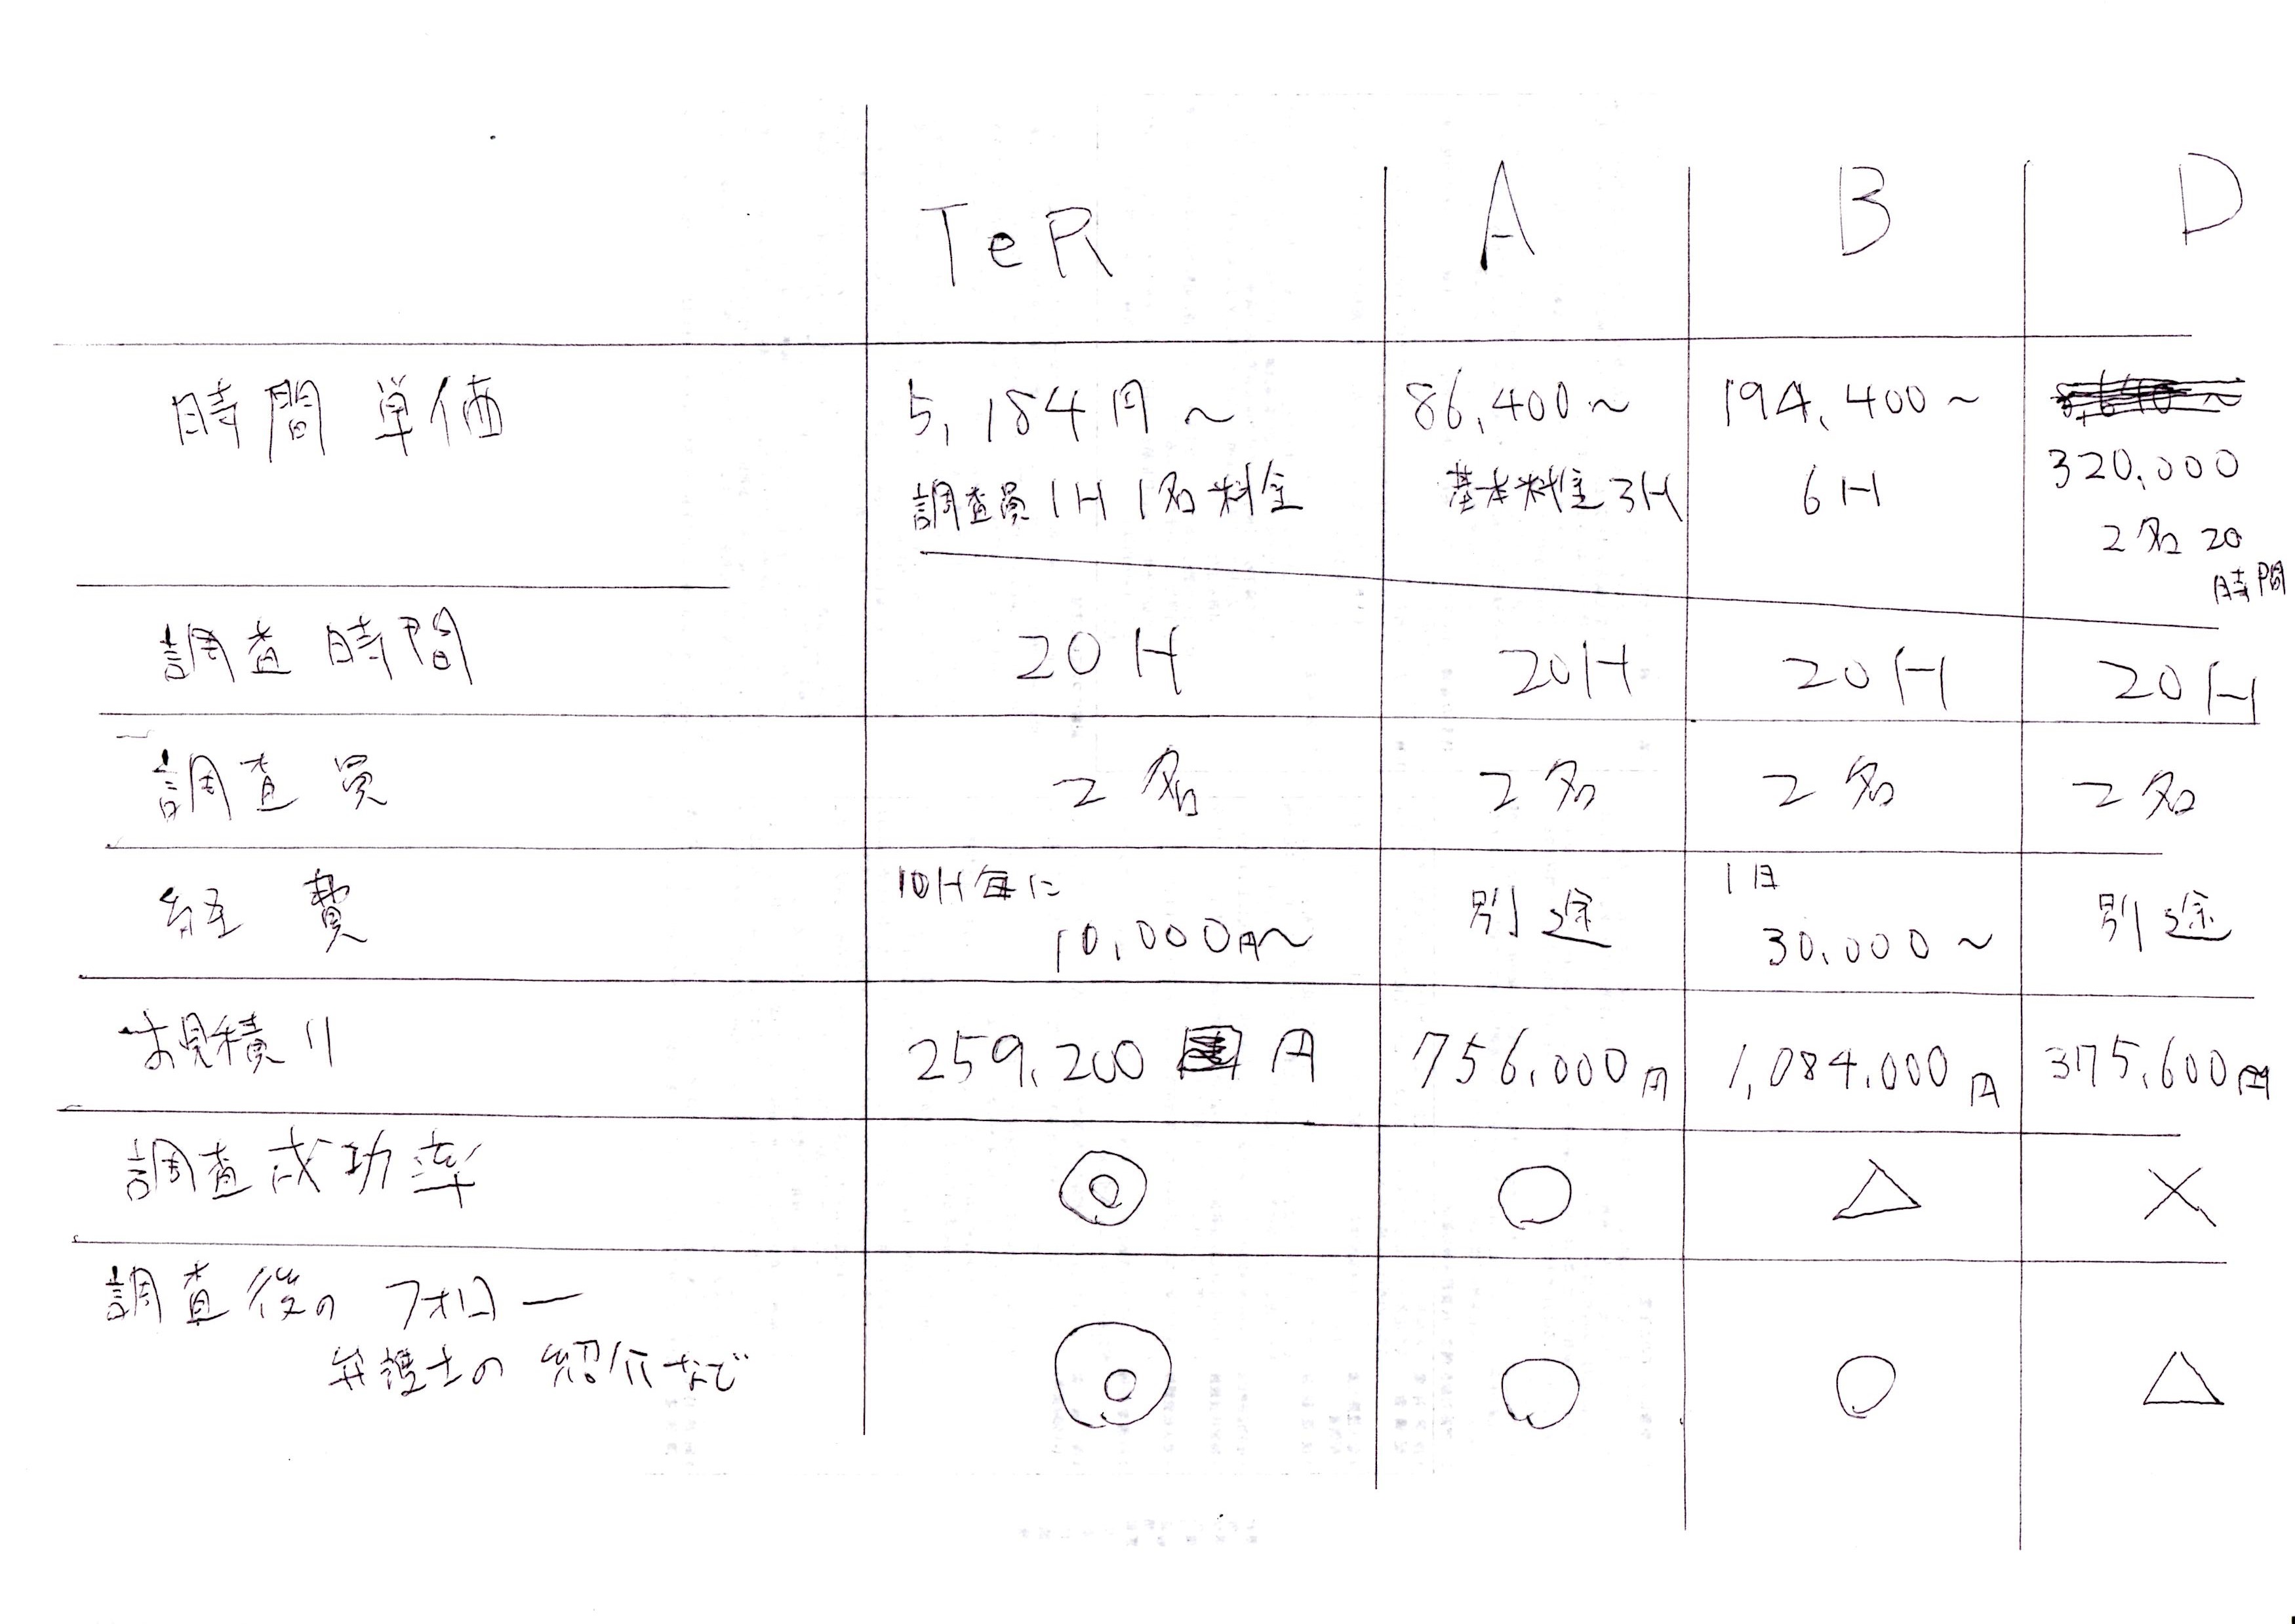 TeR A B D
時間単価 5,184円～ 86,400～ 194,400～
調査員1H1名料金 基本料金3H 6H 320,000
2名 20
時間
調査時間 20H 20H 20H 20H
調査員 2名 2名 2名 2名
経費 10H毎に 別途 1日 別途
10,000円～ 30,000～
お見積り 259,200円 756,000円 1,084,000円 375,600円
調査成功率 ◎ ○ △ ×
調査後のフォロー
弁護士の紹介など ◎ ○ ○ △